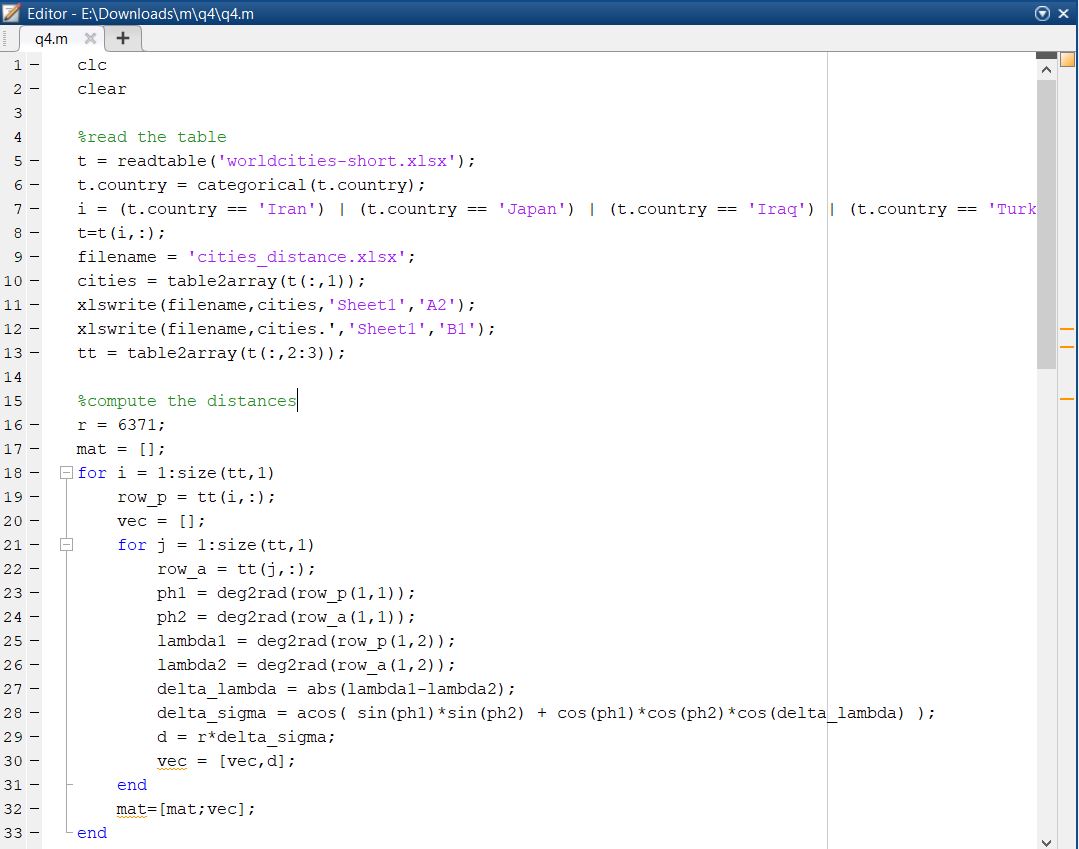 Editor - E:\Downloads\m\q4\q4.m
q4.m
1 clc
2 clear
3
4 %read the table
5 t = readtable('worldcities-short.xlsx');
6 t.country = categorical(t.country);
7 i = (t.country == 'Iran') | (t.country == 'Japan') | (t.country == 'Iraq') | (t.country == 'Turk
8 t=t(i,:);
9 filename = 'cities_distance.xlsx';
10 cities = table2array(t(:,1));
11 xlswrite(filename,cities,'Sheet1','A2');
12 xlswrite(filename,cities.','Sheet1','B1');
13 tt = table2array(t(:,2:3));
14
15 %compute the distances
16 r = 6371;
17 mat = [];
18 for i = 1:size(tt,1)
19 row_p = tt(i,:);
20 vec = [];
21 for j = 1:size(tt,1)
22 row_a = tt(j,:);
23 ph1 = deg2rad(row_p(1,1));
24 ph2 = deg2rad(row_a(1,1));
25 lambda1 = deg2rad(row_p(1,2));
26 lambda2 = deg2rad(row_a(1,2));
27 delta_lambda = abs(lambda1-lambda2);
28 delta_sigma = acos( sin(ph1)*sin(ph2) + cos(ph1)*cos(ph2)*cos(delta_lambda) );
29 d = r*delta_sigma;
30 vec = [vec,d];
31 end
32 mat=[mat;vec];
33 end